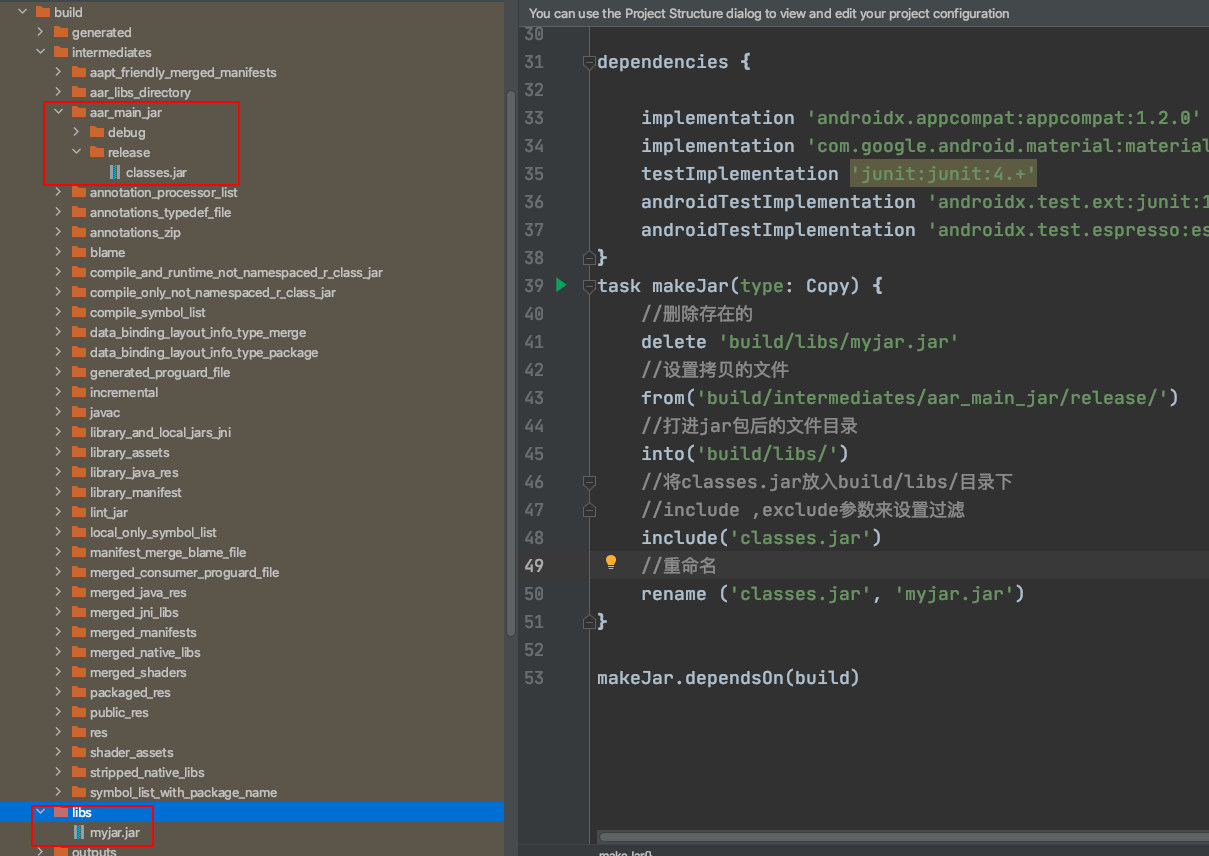 build
generated
intermediates
aapt_friendly_merged_manifests
aar_libs_directory
aar_main_jar
debug
release
classes.jar
annotation_processor_list
annotations_typedef_file
annotations_zip
blame
compile_and_runtime_not_namespaced_r_class_jar
compile_only_not_namespaced_r_class_jar
compile_symbol_list
data_binding_layout_info_type_merge
data_binding_layout_info_type_package
generated_proguard_file
incremental
javac
library_and_local_jars_jni
library_assets
library_java_res
library_manifest
lint_jar
local_only_symbol_list
manifest_merge_blame_file
merged_consumer_proguard_file
merged_java_res
merged_jni_libs
merged_manifests
merged_native_libs
merged_shaders
packaged_res
public_res
res
shader_assets
stripped_native_libs
symbol_list_with_package_name
libs
myjar.jar
outputs
You can use the Project Structure dialog to view and edit your project configuration
30
31 dependencies {
32
33 implementation 'androidx.appcompat:appcompat:1.2.0'
34 implementation 'com.google.android.material:material
35 testImplementation 'junit:junit:4.+'
36 androidTestImplementation 'androidx.test.ext:junit:1
37 androidTestImplementation 'androidx.test.espresso:es
38 }
39 task makeJar(type: Copy) {
40 //删除存在的
41 delete 'build/libs/myjar.jar'
42 //设置拷贝的文件
43 from('build/intermediates/aar_main_jar/release/')
44 //打进jar包后的文件目录
45 into('build/libs/')
46 //将classes.jar放入build/libs/目录下
47 //include ,exclude参数来设置过滤
48 include('classes.jar')
49 //重命名
50 rename ('classes.jar', 'myjar.jar')
51 }
52
53 makeJar.dependsOn(build)
makeJar{}